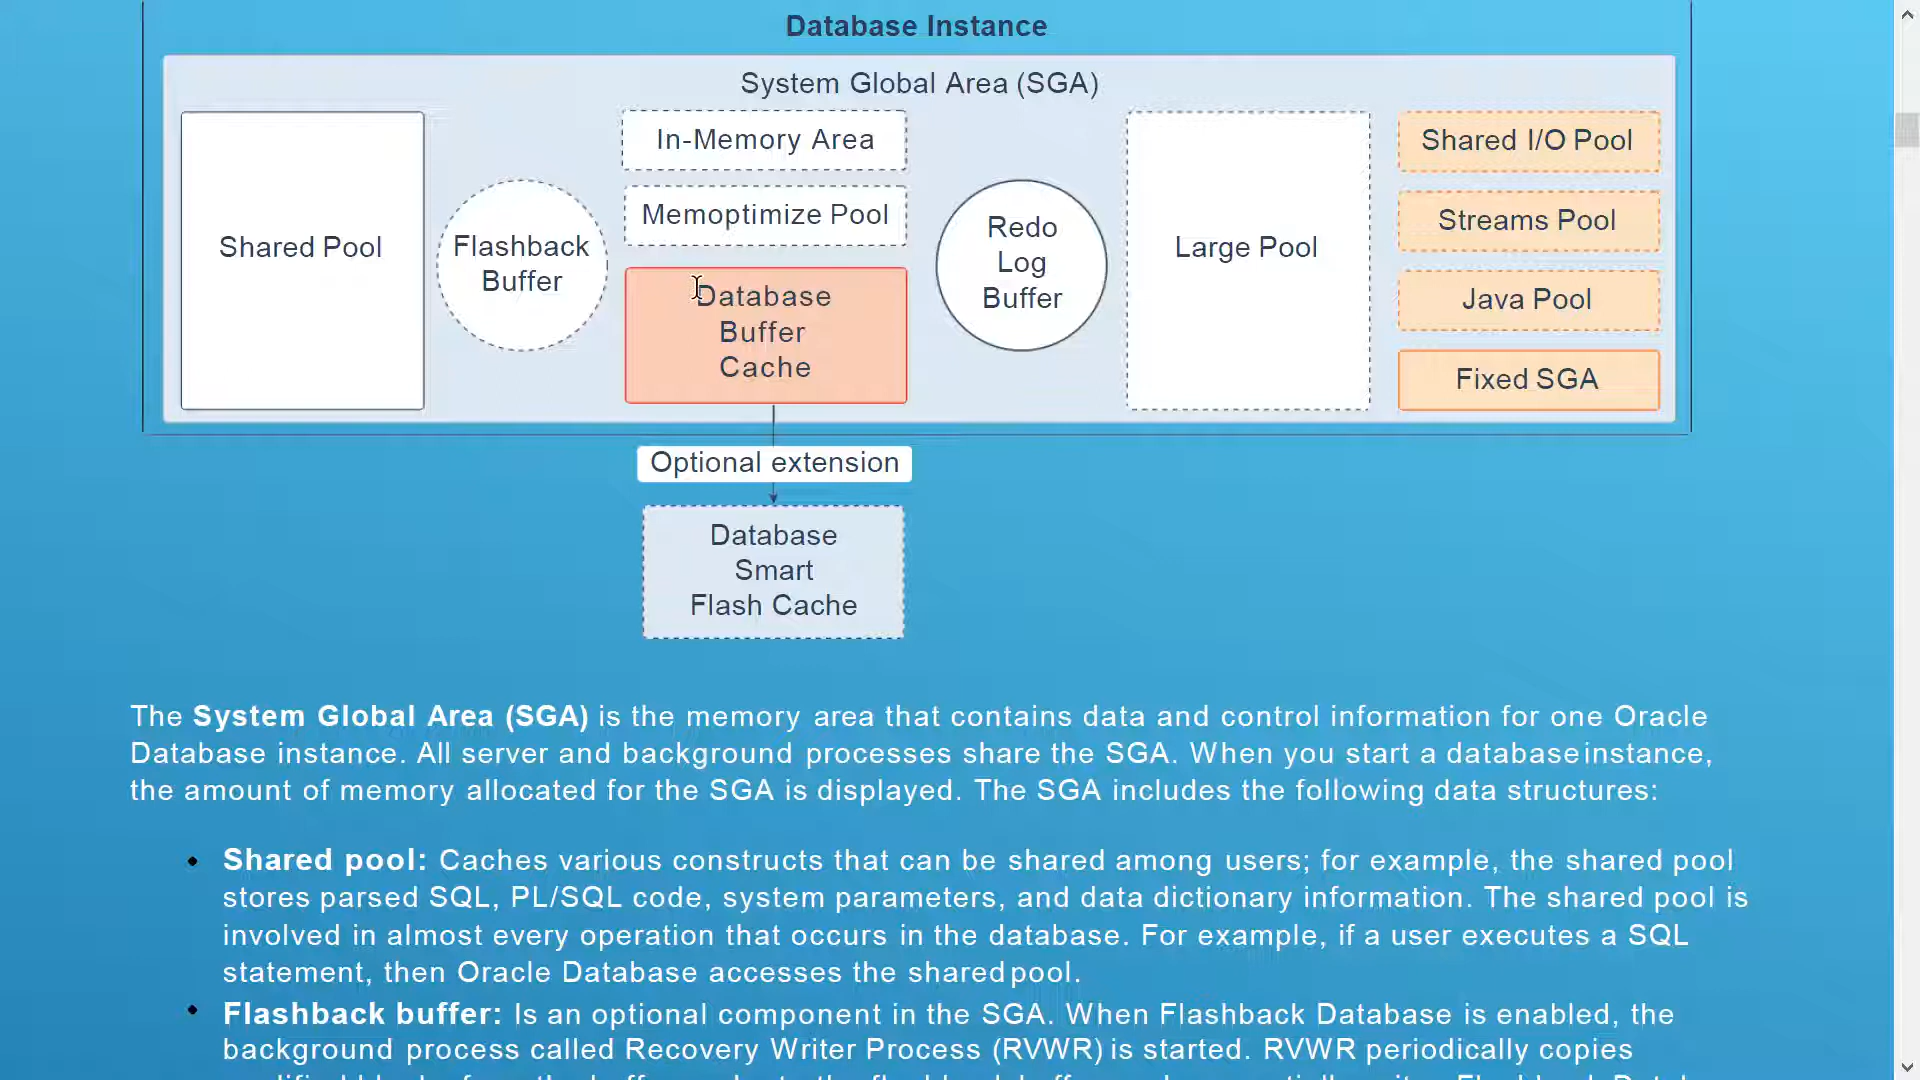 Database Instance
System Global Area (SGA)
Shared Pool
Flashback
Buffer
In-Memory Area
Memoptimize Pool
Database
Buffer
Cache
Redo
Log
Buffer
Large Pool
Shared I/O Pool
Streams Pool
Java Pool
Fixed SGA
Optional extension
Database
Smart
Flash Cache
The System Global Area (SGA) is the memory area that contains data and control information for one Oracle
Database instance. All server and background processes share the SGA. When you start a database instance,
the amount of memory allocated for the SGA is displayed. The SGA includes the following data structures:
• Shared pool: Caches various constructs that can be shared among users; for example, the shared pool
stores parsed SQL, PL/SQL code, system parameters, and data dictionary information. The shared pool is
involved in almost every operation that occurs in the database. For example, if a user executes a SQL
statement, then Oracle Database accesses the shared pool.
• Flashback buffer: Is an optional component in the SGA. When Flashback Database is enabled, the
background process called Recovery Writer Process (RVWR) is started. RVWR periodically copies